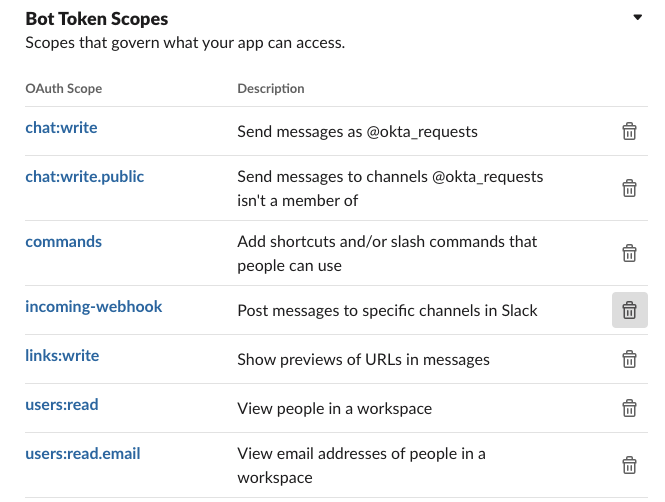 Bot Token Scopes
Scopes that govern what your app can access.
OAuth Scope Description
chat:write Send messages as @okta_requests
chat:write.public Send messages to channels @okta_requests
isn't a member of
commands Add shortcuts and/or slash commands that
people can use
incoming-webhook Post messages to specific channels in Slack
links:write Show previews of URLs in messages
users:read View people in a workspace
users:read.email View email addresses of people in a
workspace